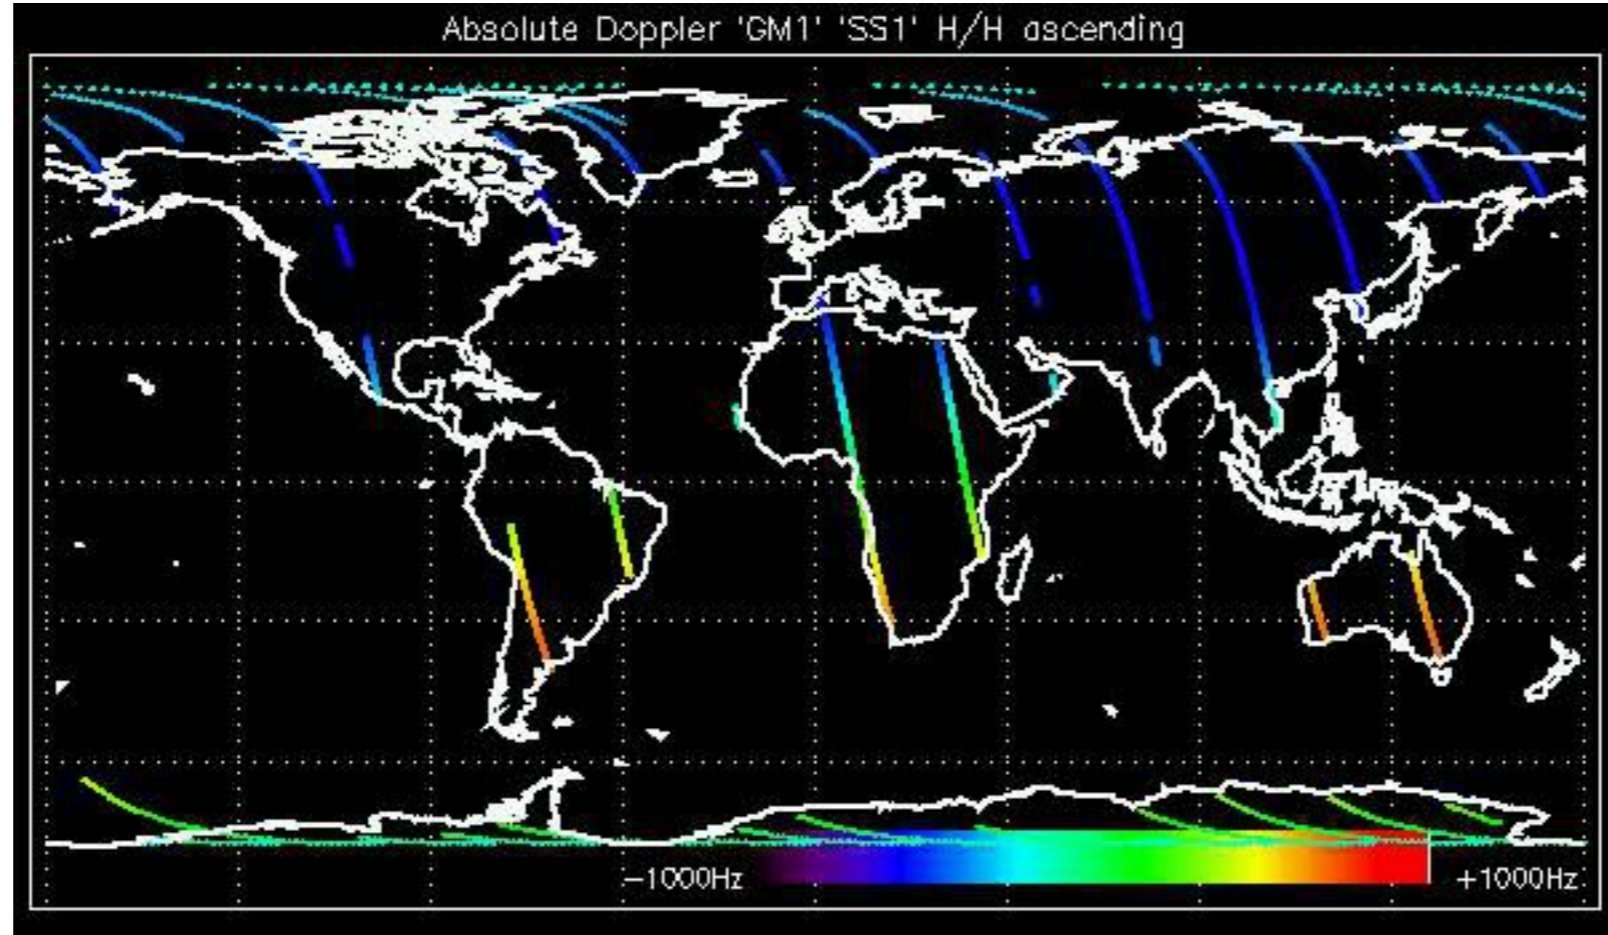 Absolute Doppler 'GM1' 'SS1' H/H ascending
−1000Hz +1000Hz